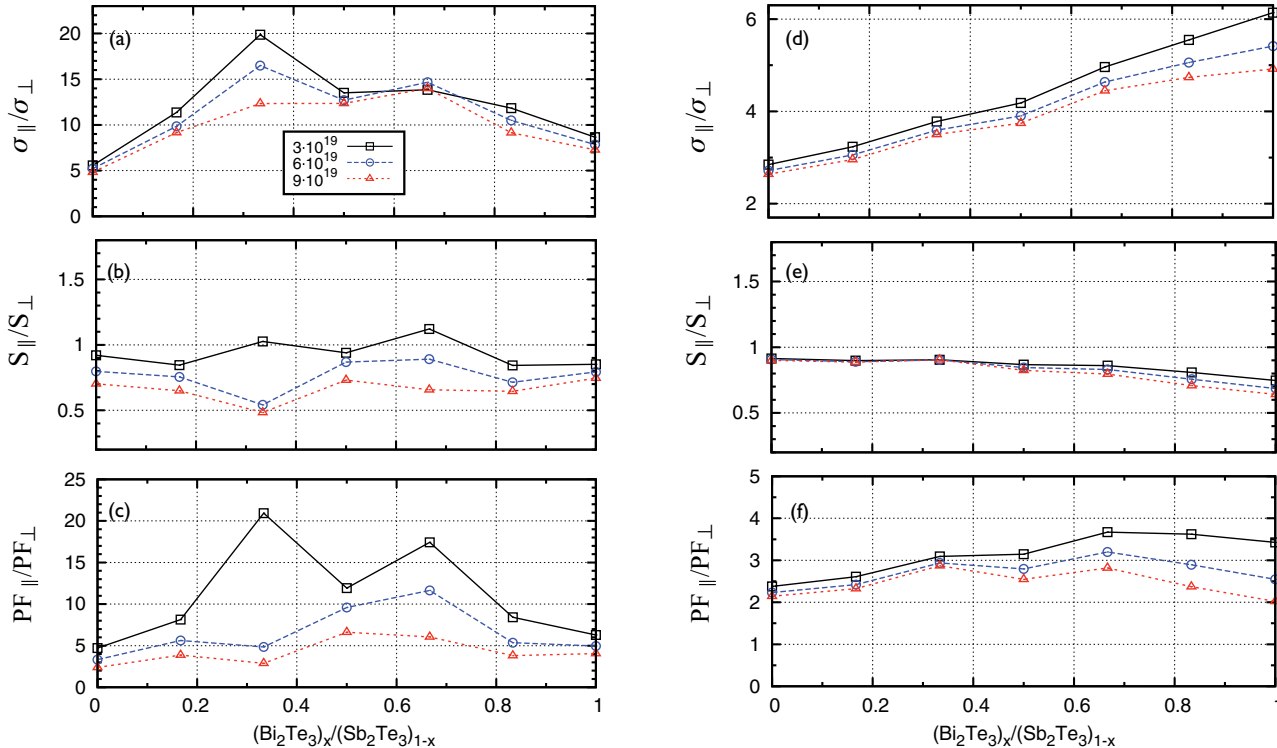 (a)
σ∥/σ⊥
20
15
10
5
0
3·10^19
6·10^19
9·10^19
(b)
S∥/S⊥
1.5
1
0.5
(c)
PF∥/PF⊥
25
20
15
10
5
0
0 0.2 0.4 0.6 0.8 1
(Bi2Te3)x/(Sb2Te3)1-x
(d)
σ∥/σ⊥
6
4
2
(e)
S∥/S⊥
1.5
1
0.5
(f)
PF∥/PF⊥
5
4
3
2
1
0
0 0.2 0.4 0.6 0.8 1
(Bi2Te3)x/(Sb2Te3)1-x